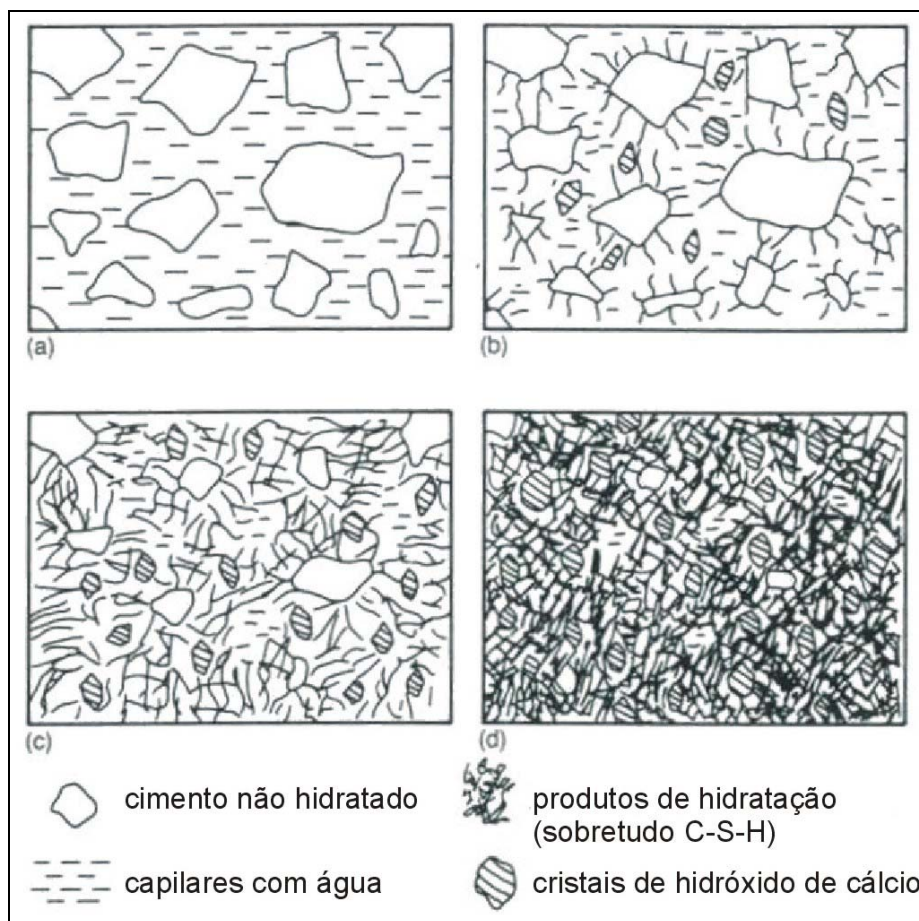 (a)
(b)
(c)
(d)
cimento não hidratado
produtos de hidratação
(sobretudo C-S-H)
capilares com água
cristais de hidróxido de cálcio